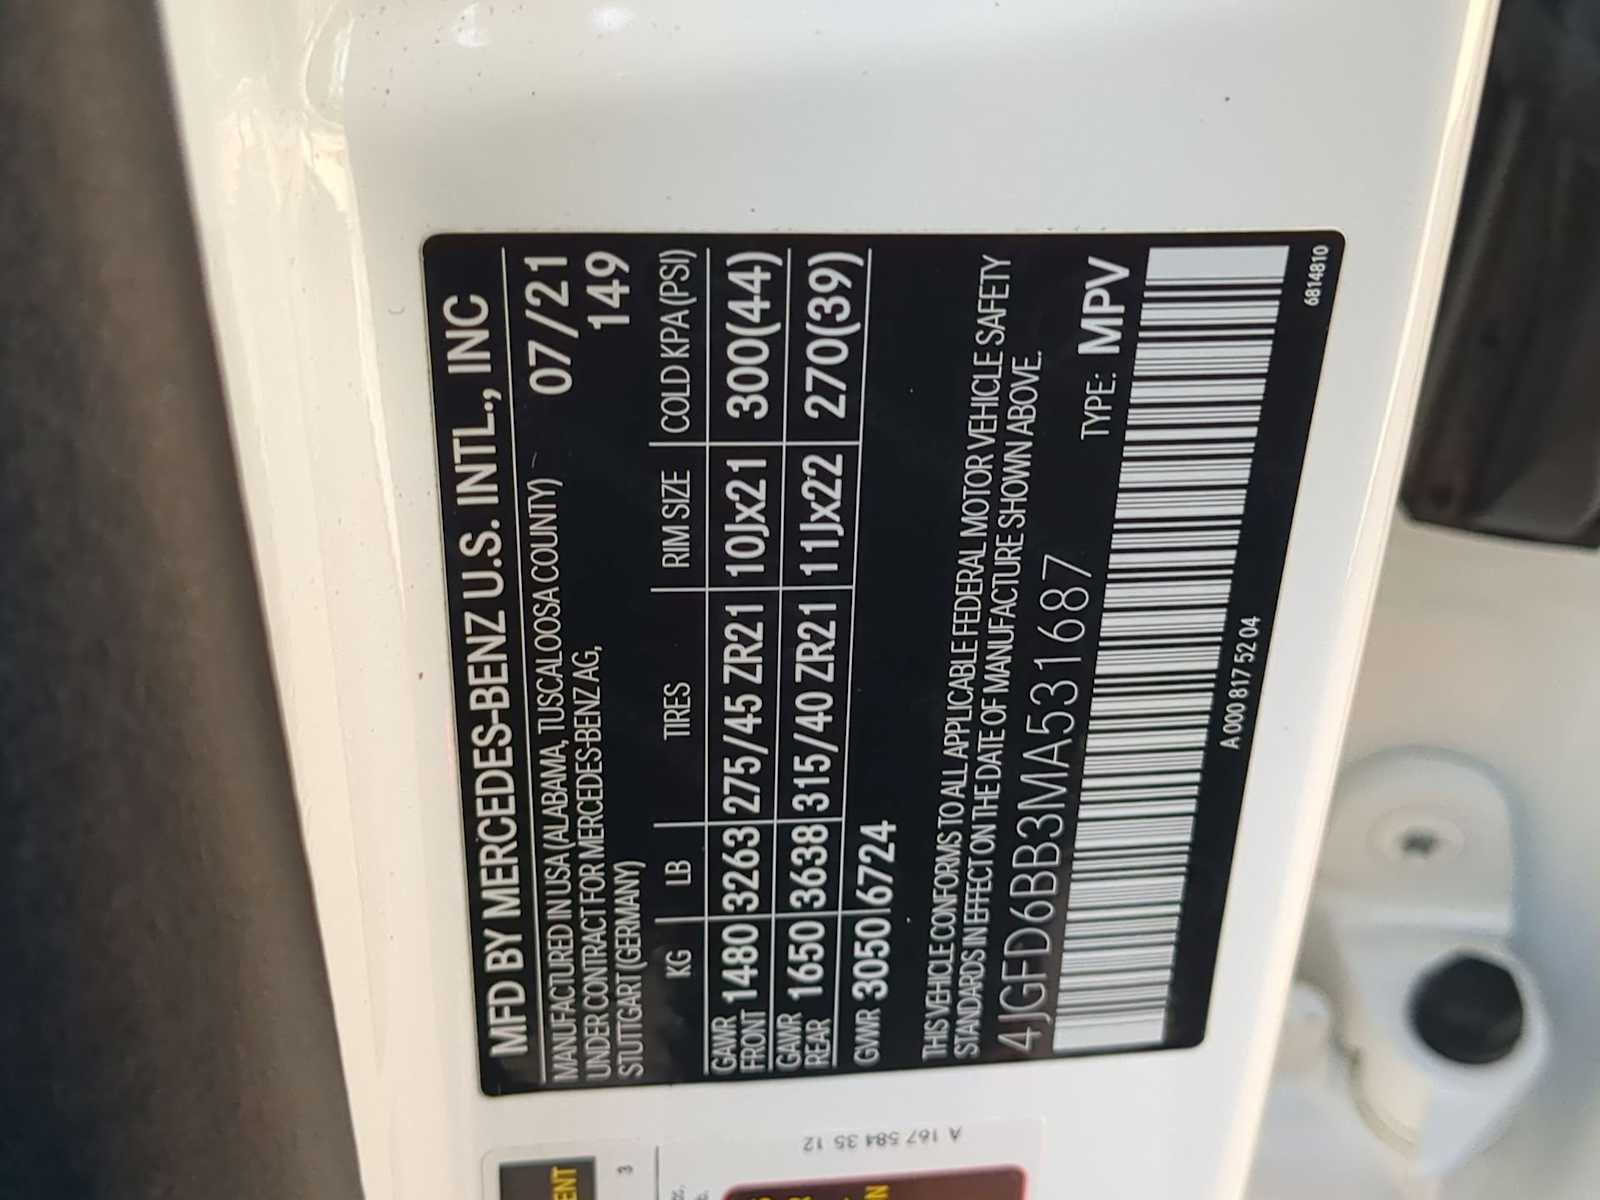 MFD BY MERCEDES-BENZ U.S. INTL., INC
MANUFACTURED IN USA (ALABAMA, TUSCALOOSA COUNTY) 07/21
UNDER CONTRACT FOR MERCEDES-BENZ AG, 149
STUTTGART (GERMANY)
KG LB TIRES RIM SIZE COLD KPA (PSI)
GAWR FRONT 1480 3263 275/45 ZR21 10Jx21 300(44)
GAWR REAR 1650 3638 315/40 ZR21 11Jx22 270(39)
GVWR 3050 6724
THIS VEHICLE CONFORMS TO ALL APPLICABLE FEDERAL MOTOR VEHICLE SAFETY
STANDARDS IN EFFECT ON THE DATE OF MANUFACTURE SHOWN ABOVE.
4JGFD6BB3MA531687 TYPE: MPV
A 000 817 52 04
6814810
A 167 584 35 12
ENT
3